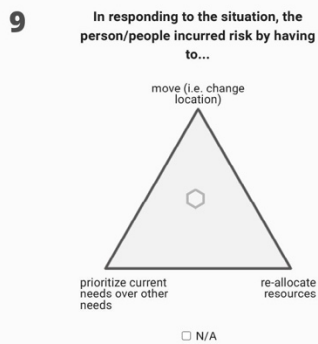 9
In responding to the situation, the
person/people incurred risk by having
to...
move (i.e. change
location)
prioritize current
needs over other
needs
re-allocate
resources
N/A